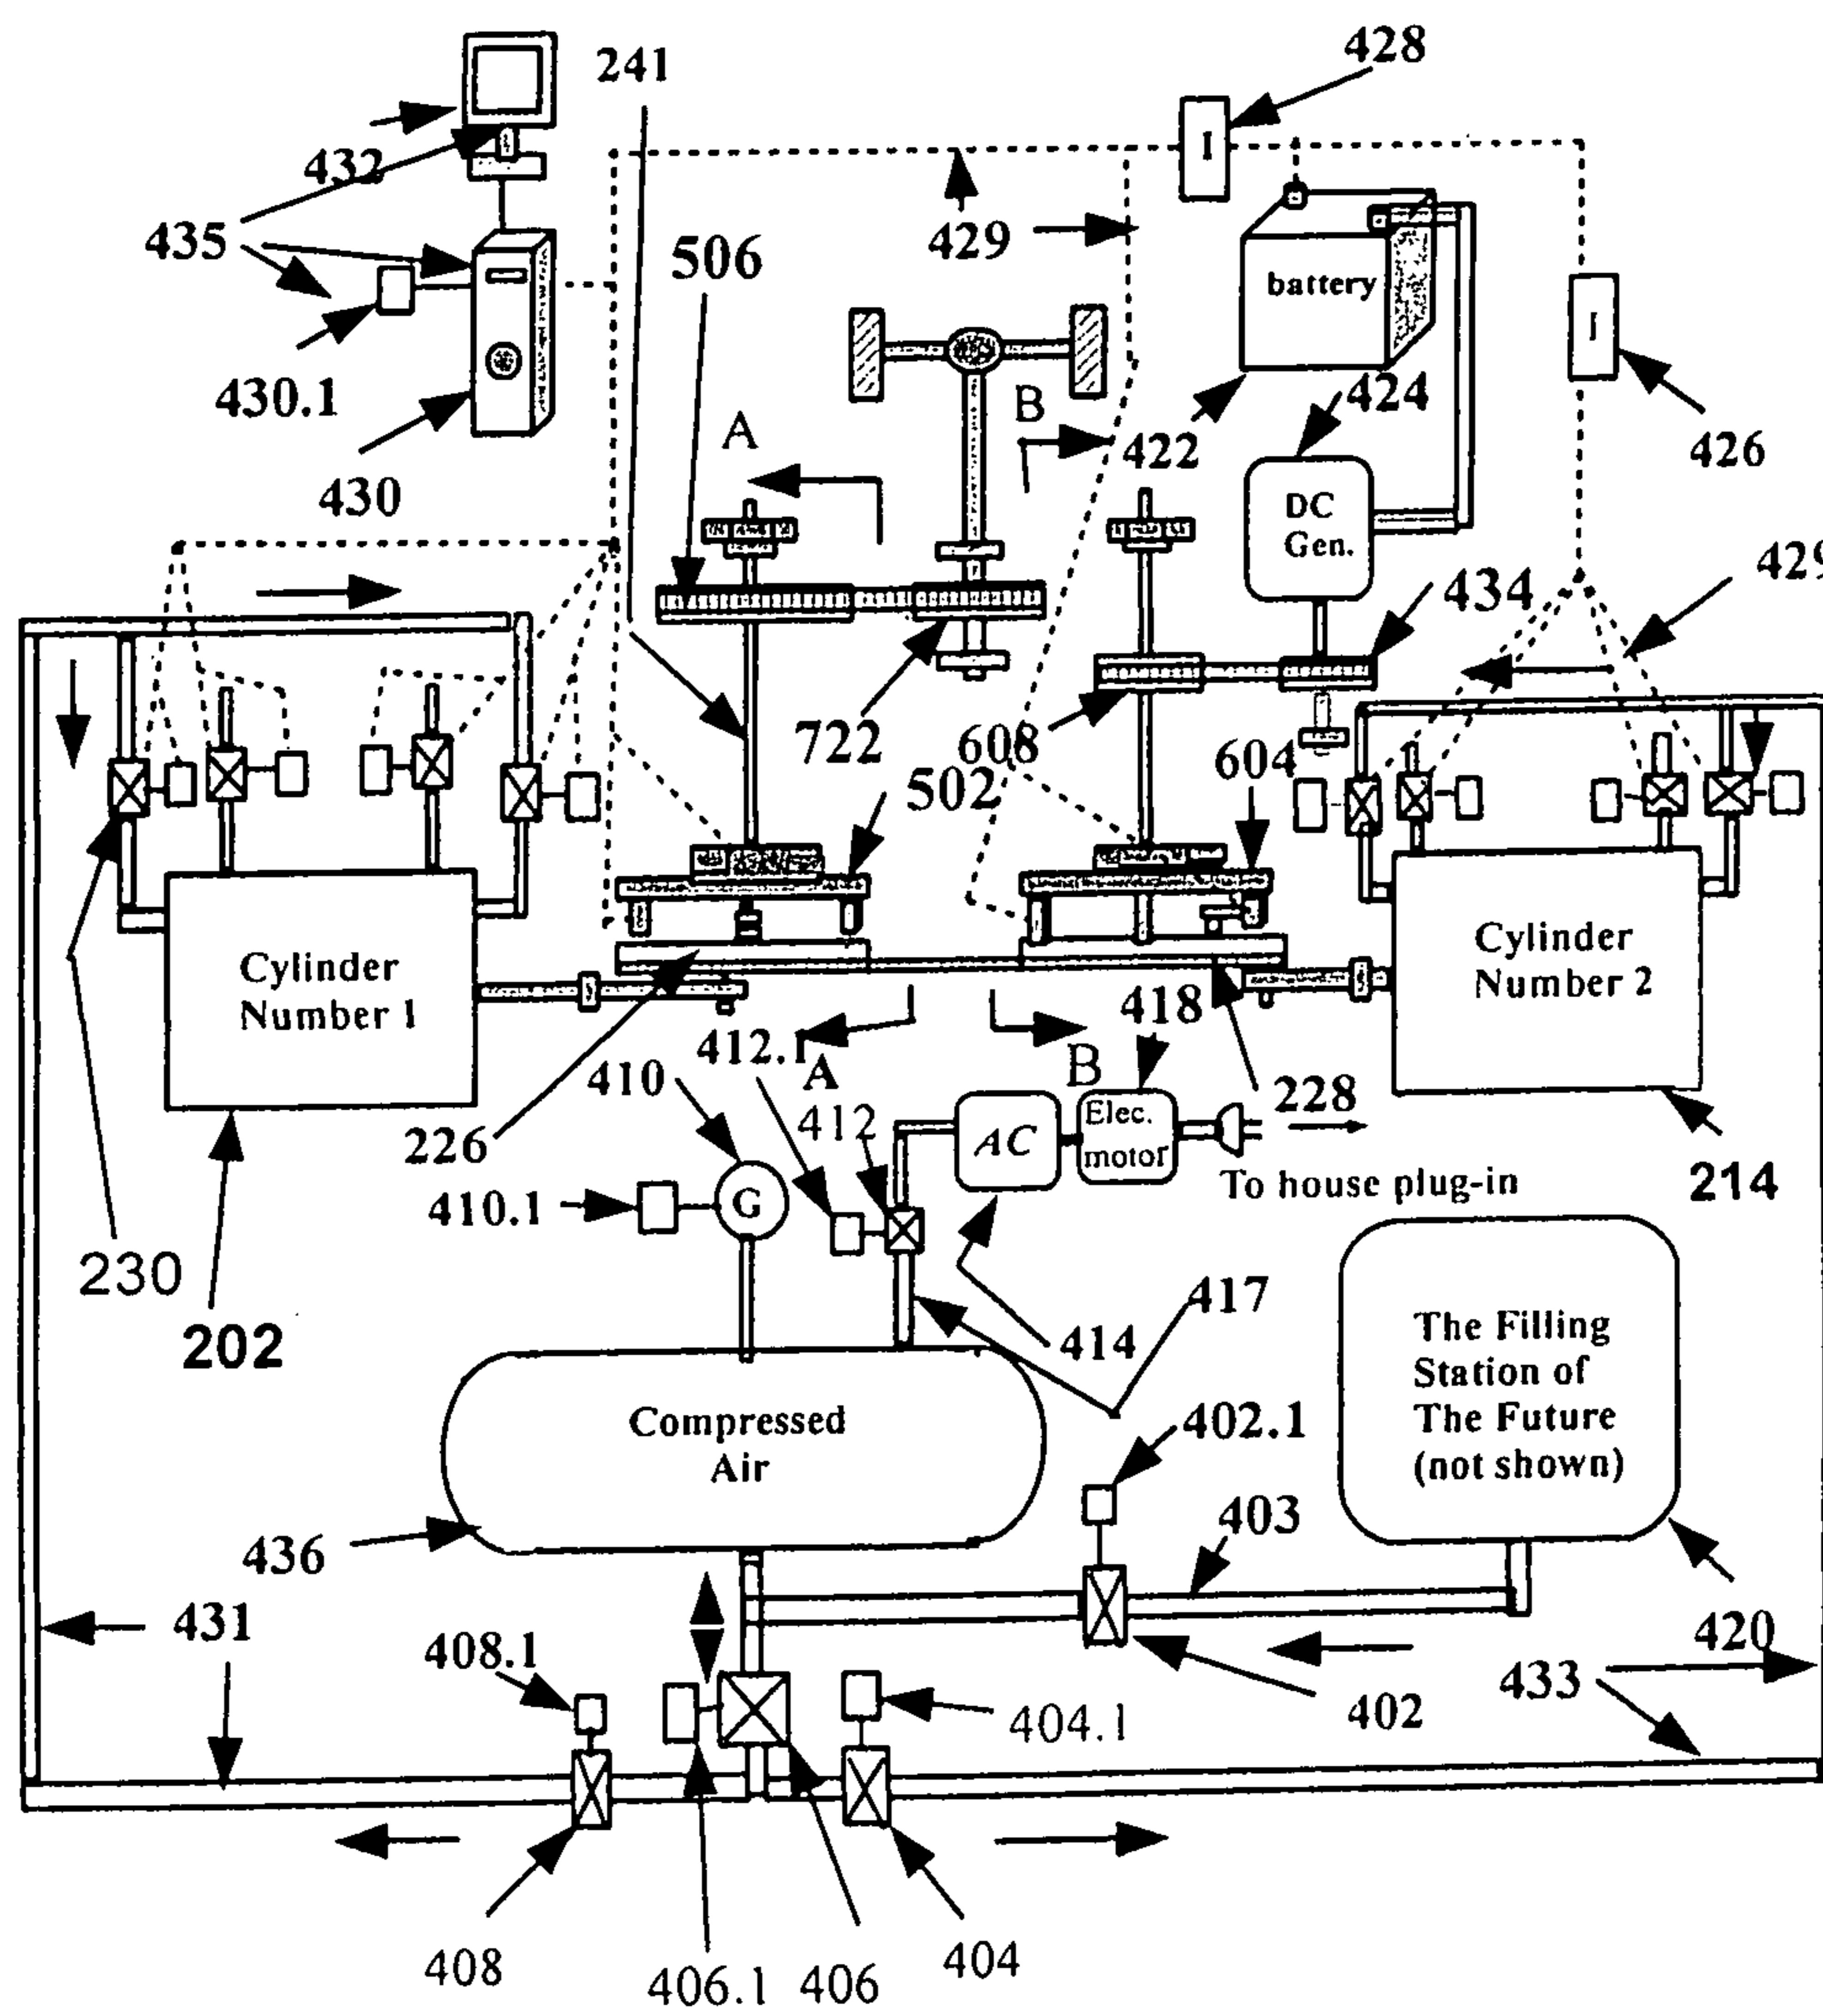 241
428
I
432
435
429
506
battery
I
430.1
B
424
A
422
426
430
DC
Gen.
429
434
722
608
604
502
Cylinder
Number 1
Cylinder
Number 2
418
412.1
A
B
410
412
AC
Elec.
motor
228
226
To house plug-in
214
410.1
G
230
202
417
414
The Filling
Station of
The Future
(not shown)
Compressed
Air
402.1
403
436
431
408.1
420
433
404.1
402
408
406.1
406
404